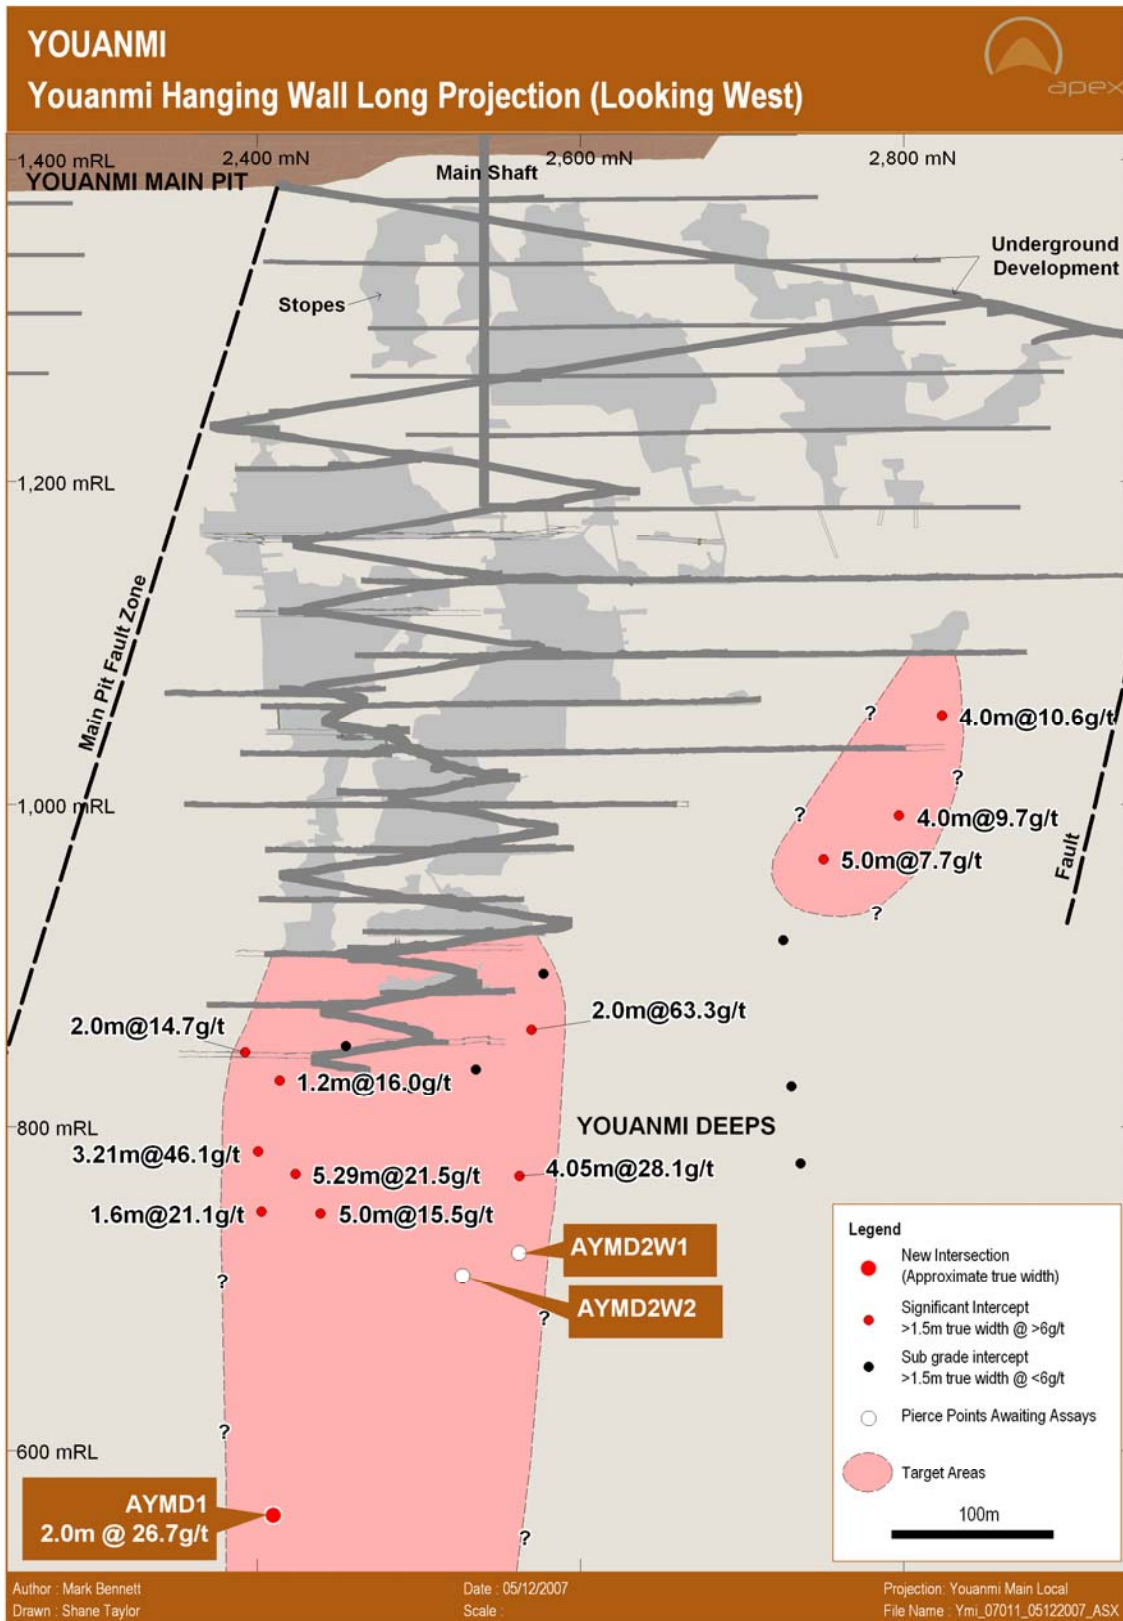 YOUANMI
Youanmi Hanging Wall Long Projection (Looking West)
apex
1,400 mRL
2,400 mN
2,600 mN
2,800 mN
YOUANMI MAIN PIT
Main Shaft
Underground
Development
Stopes
1,200 mRL
Main Pit Fault Zone
?
4.0m@10.6g/t
?
1,000 mRL
?
4.0m@9.7g/t
5.0m@7.7g/t
Fault
?
2.0m@14.7g/t
2.0m@63.3g/t
1.2m@16.0g/t
800 mRL
YOUANMI DEEPS
3.21m@46.1g/t
5.29m@21.5g/t
4.05m@28.1g/t
1.6m@21.1g/t
5.0m@15.5g/t
AYMD2W1
?
AYMD2W2
?
?
600 mRL
AYMD1
2.0m @ 26.7g/t
?
Legend
New Intersection
(Approximate true width)
Significant Intercept
>1.5m true width @ >6g/t
Sub grade intercept
>1.5m true width @ <6g/t
Pierce Points Awaiting Assays
Target Areas
100m
Author : Mark Bennett
Date : 05/12/2007
Projection: Youanmi Main Local
Drawn : Shane Taylor
Scale :
File Name : Ymi_07011_05122007_ASX